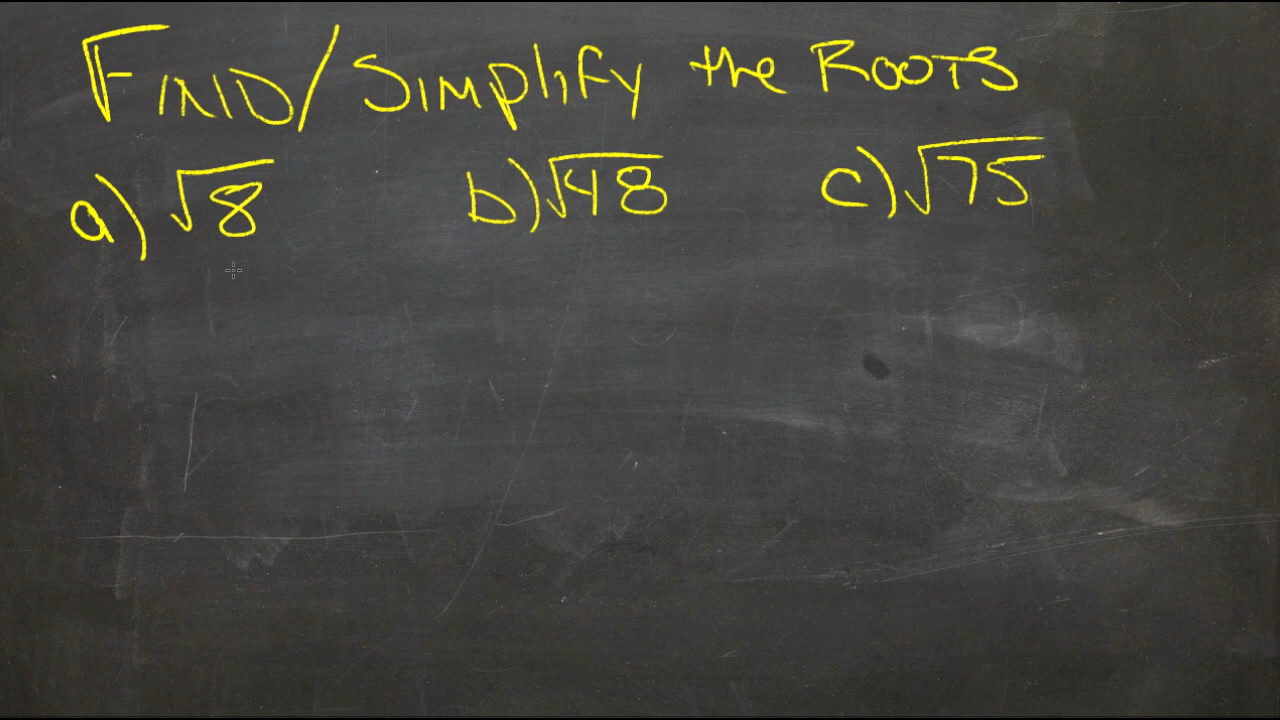 FIND/Simplify the ROOTS
a) √8 b) √48 c) √75